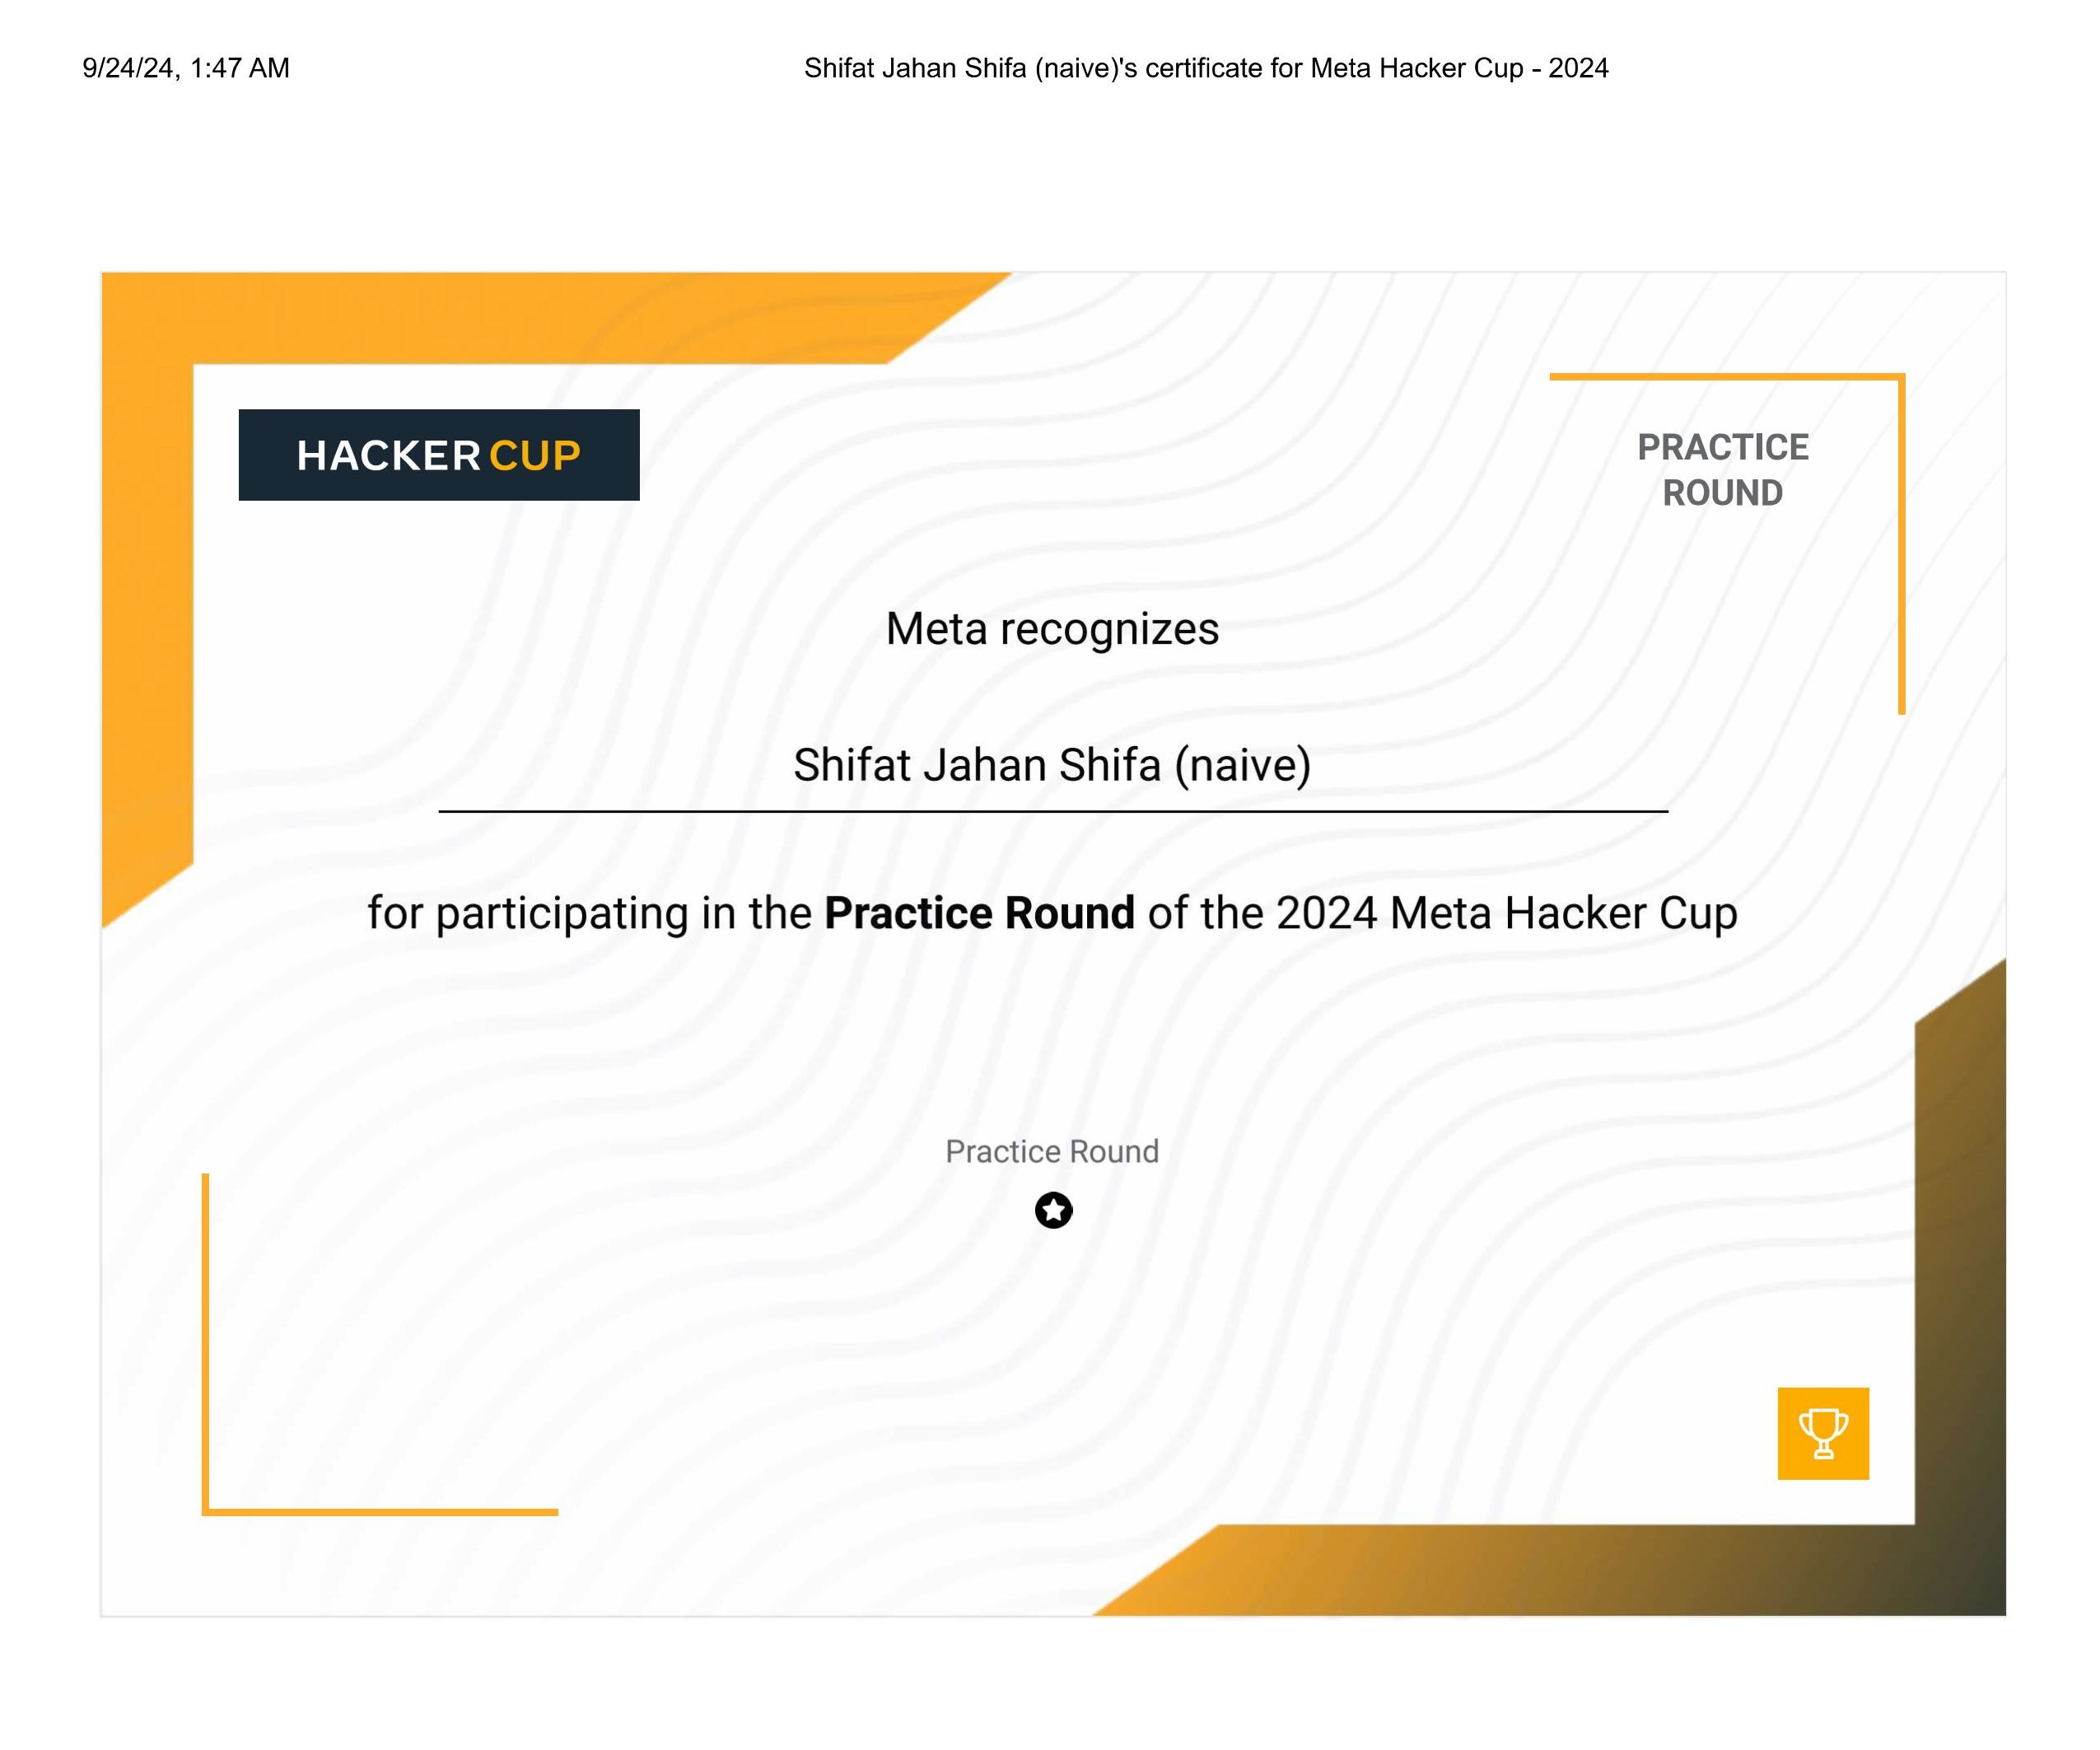 9/24/24, 1:47 AM
Shifat Jahan Shifa (naive)'s certificate for Meta Hacker Cup - 2024
HACKERCUP
PRACTICE
ROUND
Meta recognizes
Shifat Jahan Shifa (naive)
for participating in the Practice Round of the 2024 Meta Hacker Cup
Practice Round